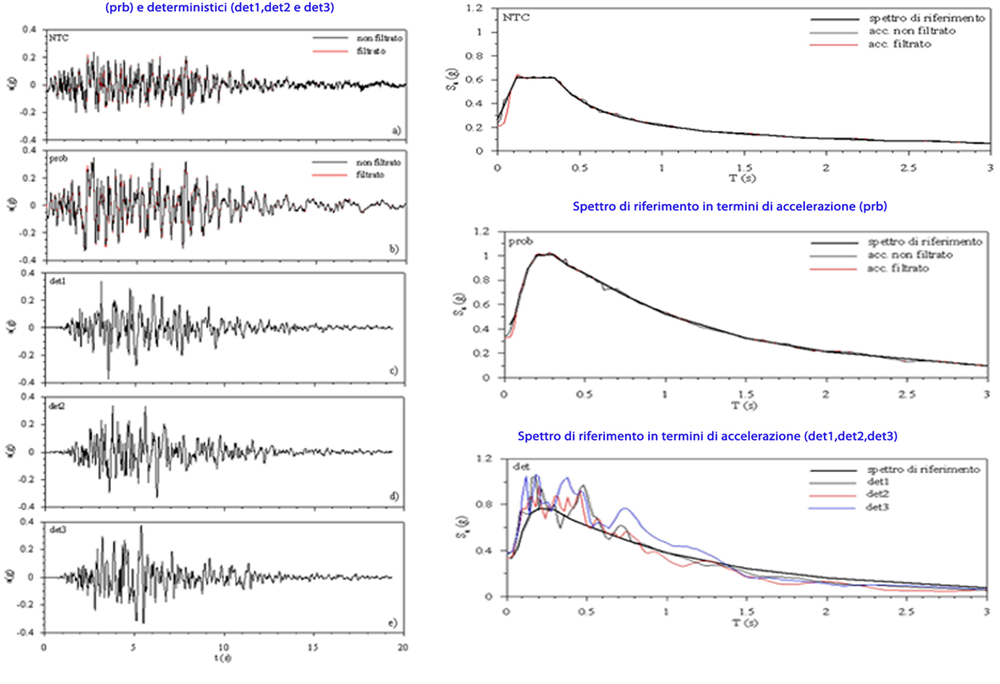 (prb) e deterministici (det1,det2 e det3)
0.4
NTC
non filtrato
filtrato
0.2
a(g)
0
-0.2
a)
-0.4
0.4
prob
non filtrato
filtrato
0.2
a(g)
0
-0.2
b)
-0.4
0.4
det1
0.2
a(g)
0
-0.2
c)
-0.4
0.4
det2
0.2
a(g)
0
-0.2
d)
-0.4
0.4
det3
0.2
a(g)
0
-0.2
e)
-0.4
0 5 10 15 20
t (s)
1.2
NTC
spettro di riferimento
acc. non filtrato
acc. filtrato
1
0.8
Sa (g)
0.6
0.4
0.2
0
0 0.5 1 1.5 2 2.5 3
T (s)
Spettro di riferimento in termini di accelerazione (prb)
1.2
prob
spettro di riferimento
acc. non filtrato
acc. filtrato
1
0.8
Sa (g)
0.6
0.4
0.2
0
0 0.5 1 1.5 2 2.5 3
T (s)
Spettro di riferimento in termini di accelerazione (det1,det2,det3)
1.2
det
spettro di riferimento
det1
det2
det3
0.8
Sa (g)
0.4
0
0 0.5 1 1.5 2 2.5 3
T (s)